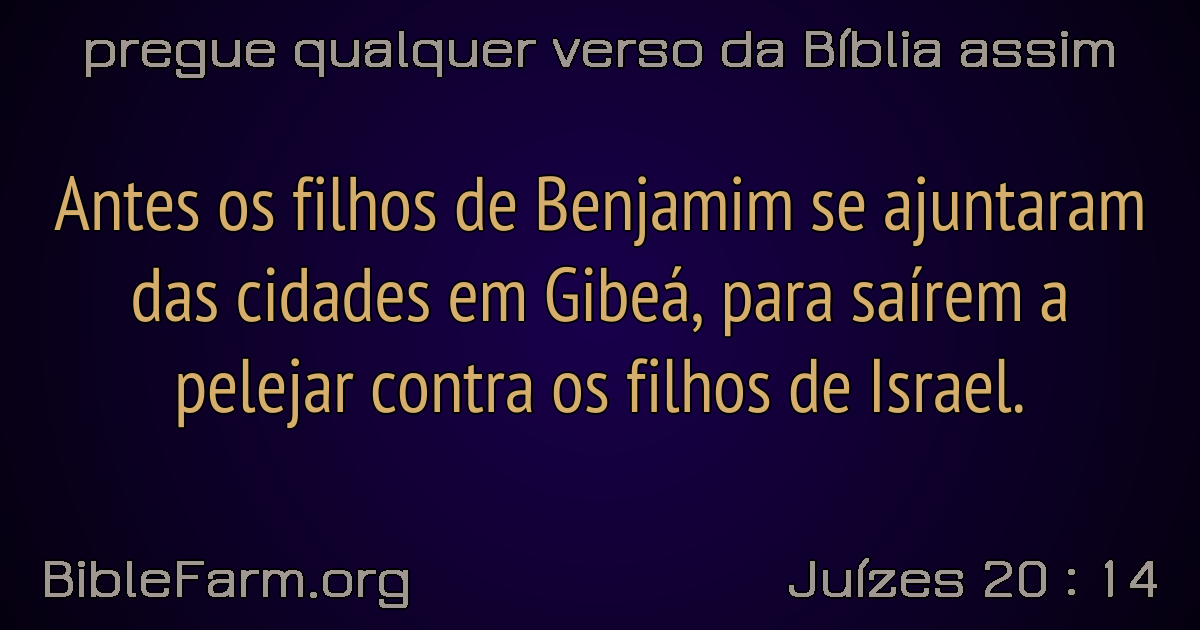 pregue qualquer verso da Bíblia assim
Antes os filhos de Benjamim se ajuntaram
das cidades em Gibeá, para saírem a
pelejar contra os filhos de Israel.
BibleFarm.org
Juízes 20 : 14